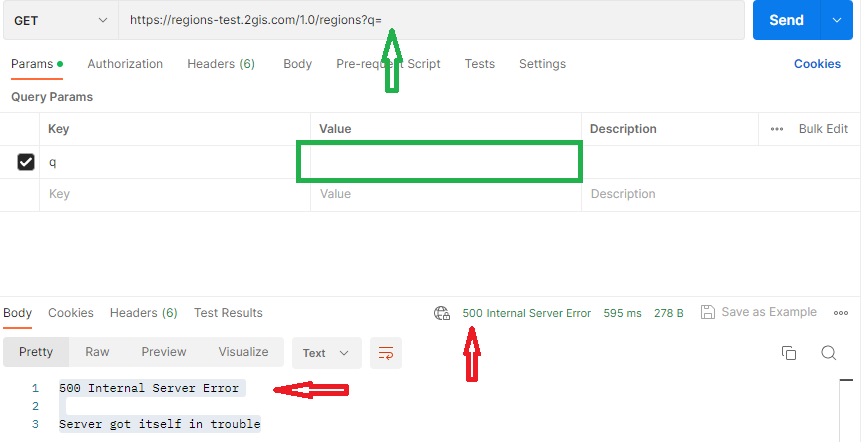 GET https://regions-test.2gis.com/1.0/regions?q= Send
Params Authorization Headers (6) Body Pre-request Script Tests Settings Cookies
Query Params
Key Value Description Bulk Edit
q
Key Value Description
Body Cookies Headers (6) Test Results 500 Internal Server Error 595 ms 278 B Save as Example
Pretty Raw Preview Visualize Text
1 500 Internal Server Error
2
3 Server got itself in trouble